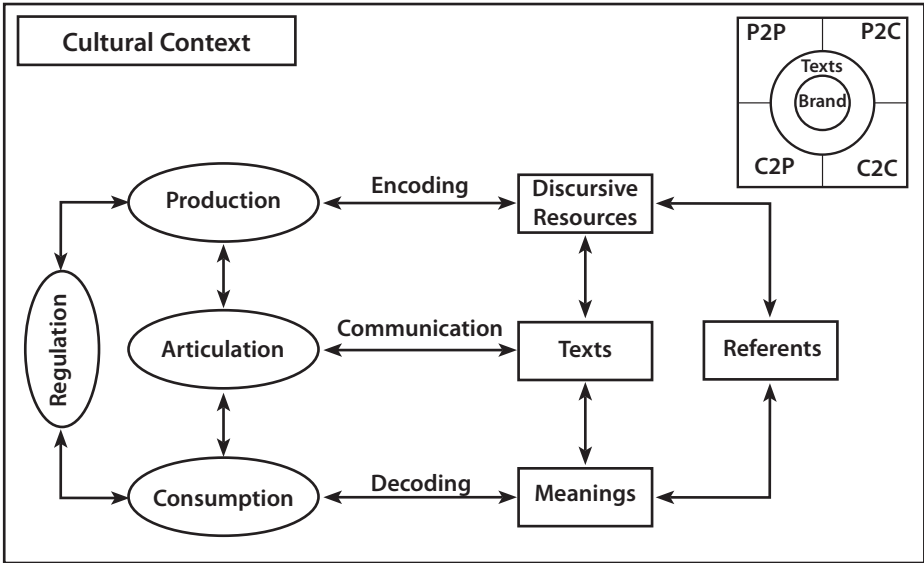 Cultural Context
P2P
P2C
Texts
Brand
C2P
C2C
Production
Encoding
Discursive
Resources
Regulation
Articulation
Communication
Texts
Referents
Consumption
Decoding
Meanings